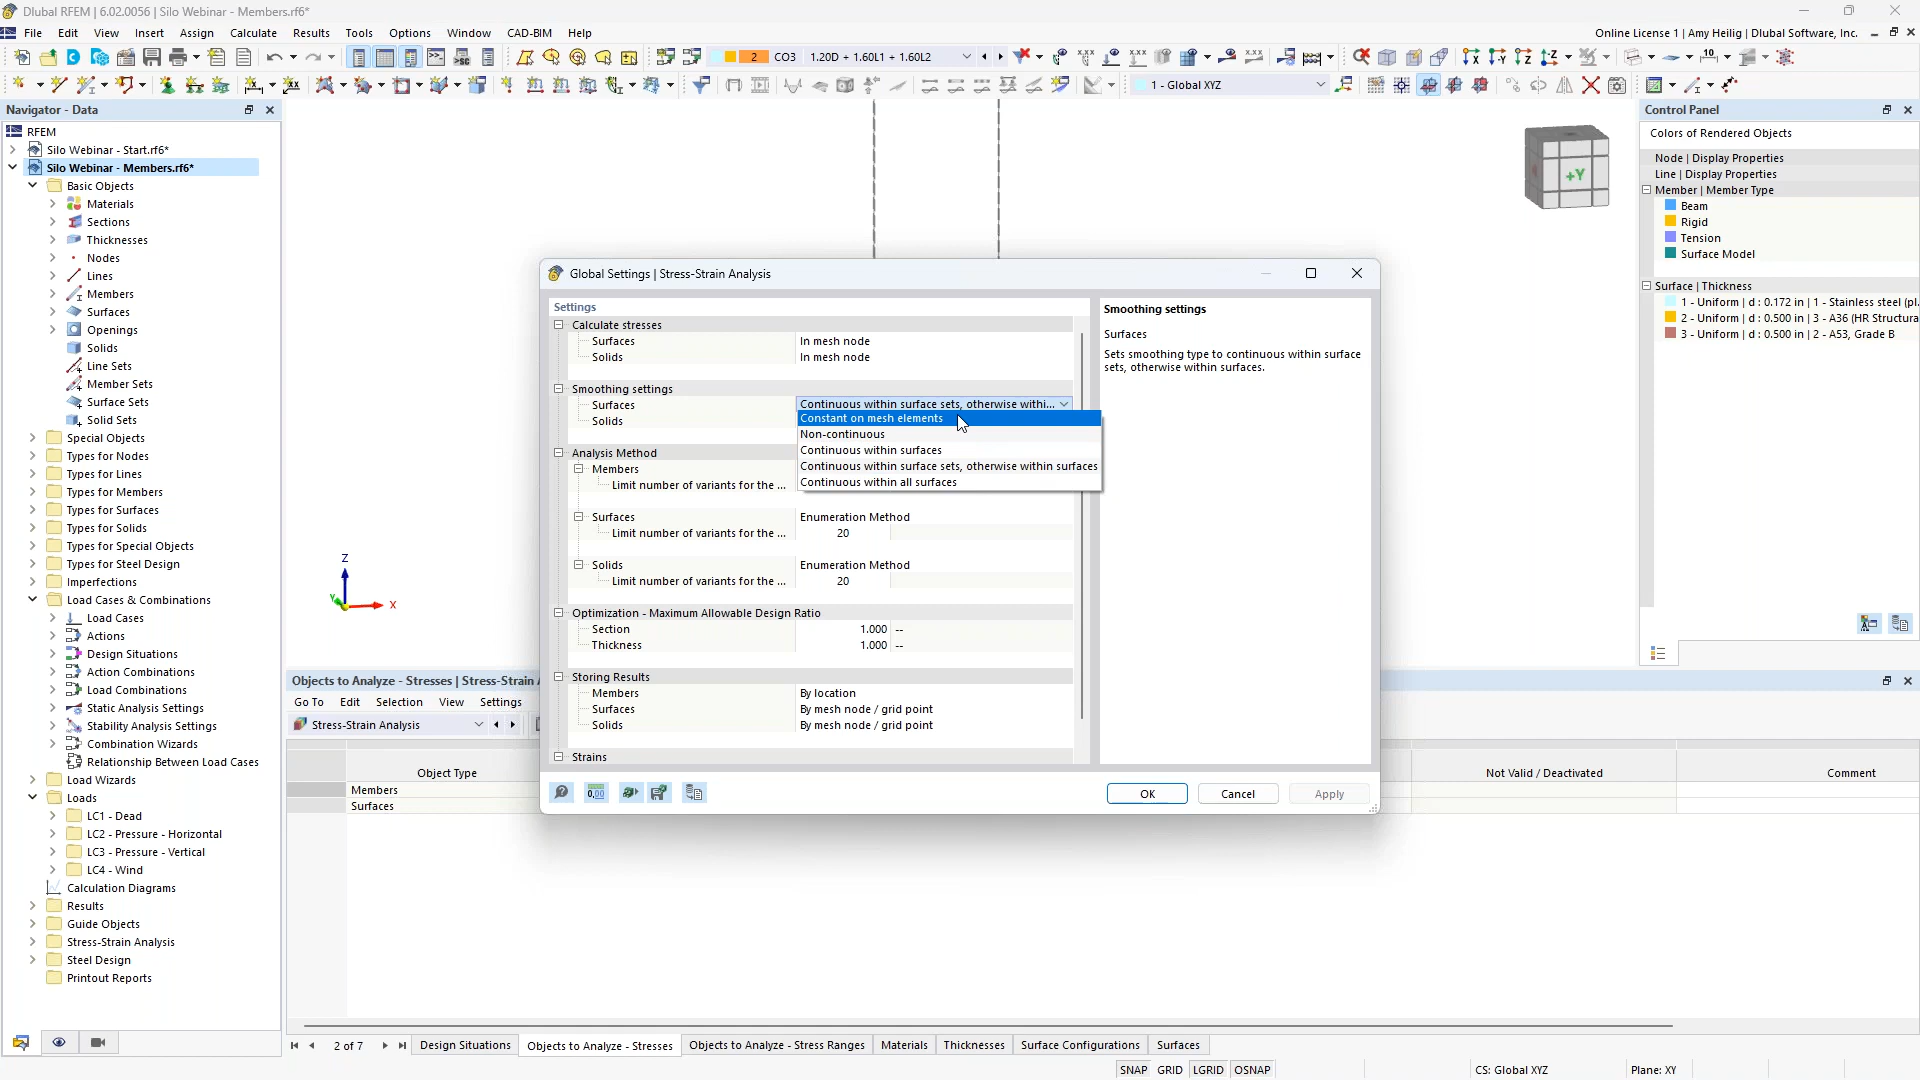 Dlubal RFEM | 6.02.0056 | Silo Webinar - Members.rf6*
File Edit View Insert Assign Calculate Results Tools Options Window CAD-BIM Help
Online License 1 | Amy Heilig | Dlubal Software, Inc.
2 CO3 1.20D + 1.60L1 + 1.60L2
1 - Global XYZ
Navigator - Data
RFEM
Silo Webinar - Start.rf6*
Silo Webinar - Members.rf6*
Basic Objects
Materials
Sections
Thicknesses
Nodes
Lines
Members
Surfaces
Openings
Solids
Line Sets
Member Sets
Surface Sets
Solid Sets
Special Objects
Types for Nodes
Types for Lines
Types for Members
Types for Surfaces
Types for Solids
Types for Special Objects
Types for Steel Design
Imperfections
Load Cases & Combinations
Load Cases
Actions
Design Situations
Action Combinations
Load Combinations
Static Analysis Settings
Stability Analysis Settings
Combination Wizards
Relationship Between Load Cases
Load Wizards
Loads
LC1 - Dead
LC2 - Pressure - Horizontal
LC3 - Pressure - Vertical
LC4 - Wind
Calculation Diagrams
Results
Guide Objects
Stress-Strain Analysis
Steel Design
Printout Reports
Z
Y
X
+Y
Global Settings | Stress-Strain Analysis
Settings
Calculate stresses
Surfaces In mesh node
Solids In mesh node
Smoothing settings
Surfaces Continuous within surface sets, otherwise withi...
Solids
Constant on mesh elements
Non-continuous
Continuous within surfaces
Continuous within surface sets, otherwise within surfaces
Continuous within all surfaces
Analysis Method
Members
Limit number of variants for the ...
Surfaces Enumeration Method
Limit number of variants for the ... 20
Solids Enumeration Method
Limit number of variants for the ... 20
Optimization - Maximum Allowable Design Ratio
Section 1.000 --
Thickness 1.000 --
Storing Results
Members By location
Surfaces By mesh node / grid point
Solids By mesh node / grid point
Strains
Smoothing settings
Surfaces
Sets smoothing type to continuous within surface
sets, otherwise within surfaces.
OK Cancel Apply
Control Panel
Colors of Rendered Objects
Node | Display Properties
Line | Display Properties
Member | Member Type
Beam
Rigid
Tension
Surface Model
Surface | Thickness
1 - Uniform | d : 0.172 in | 1 - Stainless steel (pl.
2 - Uniform | d : 0.500 in | 3 - A36 (HR Structura
3 - Uniform | d : 0.500 in | 2 - A53, Grade B
Objects to Analyze - Stresses | Stress-Strain
Go To Edit Selection View Settings
Stress-Strain Analysis
Object Type Not Valid / Deactivated Comment
Members
Surfaces
2 of 7 Design Situations Objects to Analyze - Stresses Objects to Analyze - Stress Ranges Materials Thicknesses Surface Configurations Surfaces
SNAP GRID LGRID OSNAP CS: Global XYZ Plane: XY